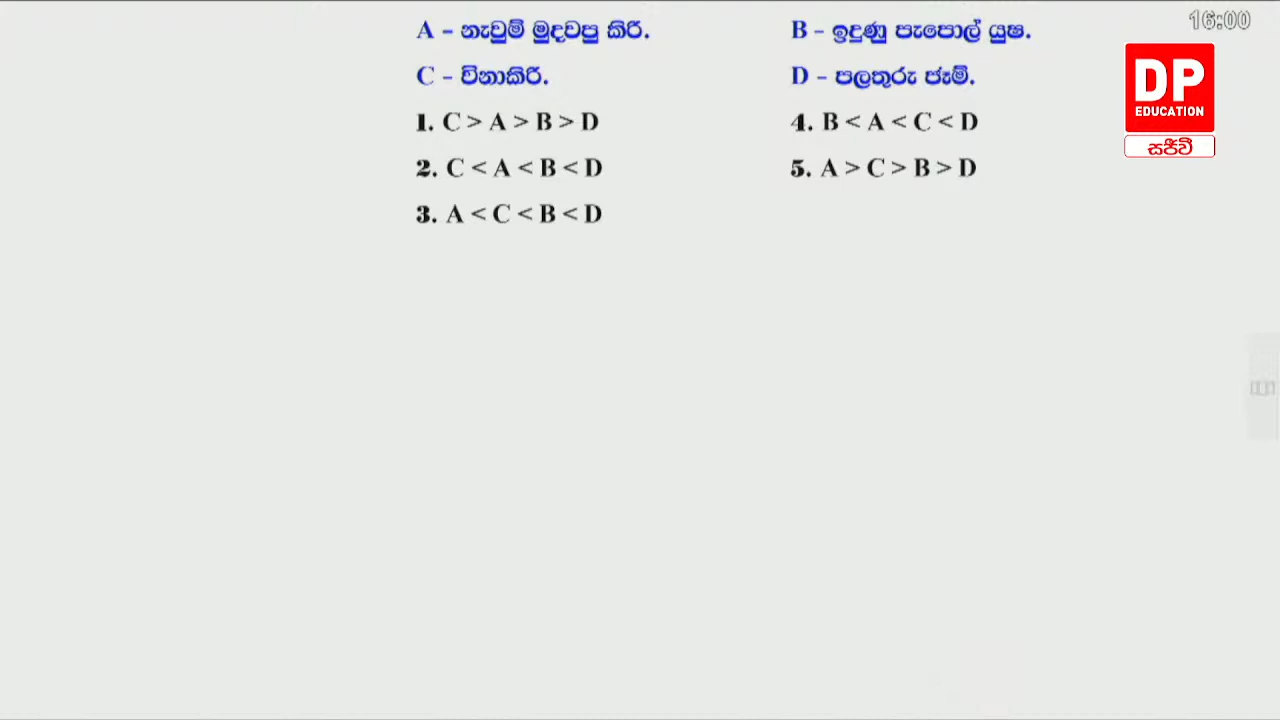 16:00
A – නැවුම් මුදවපු කිරි. B – ඉදුණු පැපොල් යුෂ.
C – විනාකිරි. D – පලතුරු ජෑම්.
1. C > A > B > D 4. B < A < C < D
2. C < A < B < D 5. A > C > B > D
3. A < C < B < D
DP
EDUCATION
සජීවී